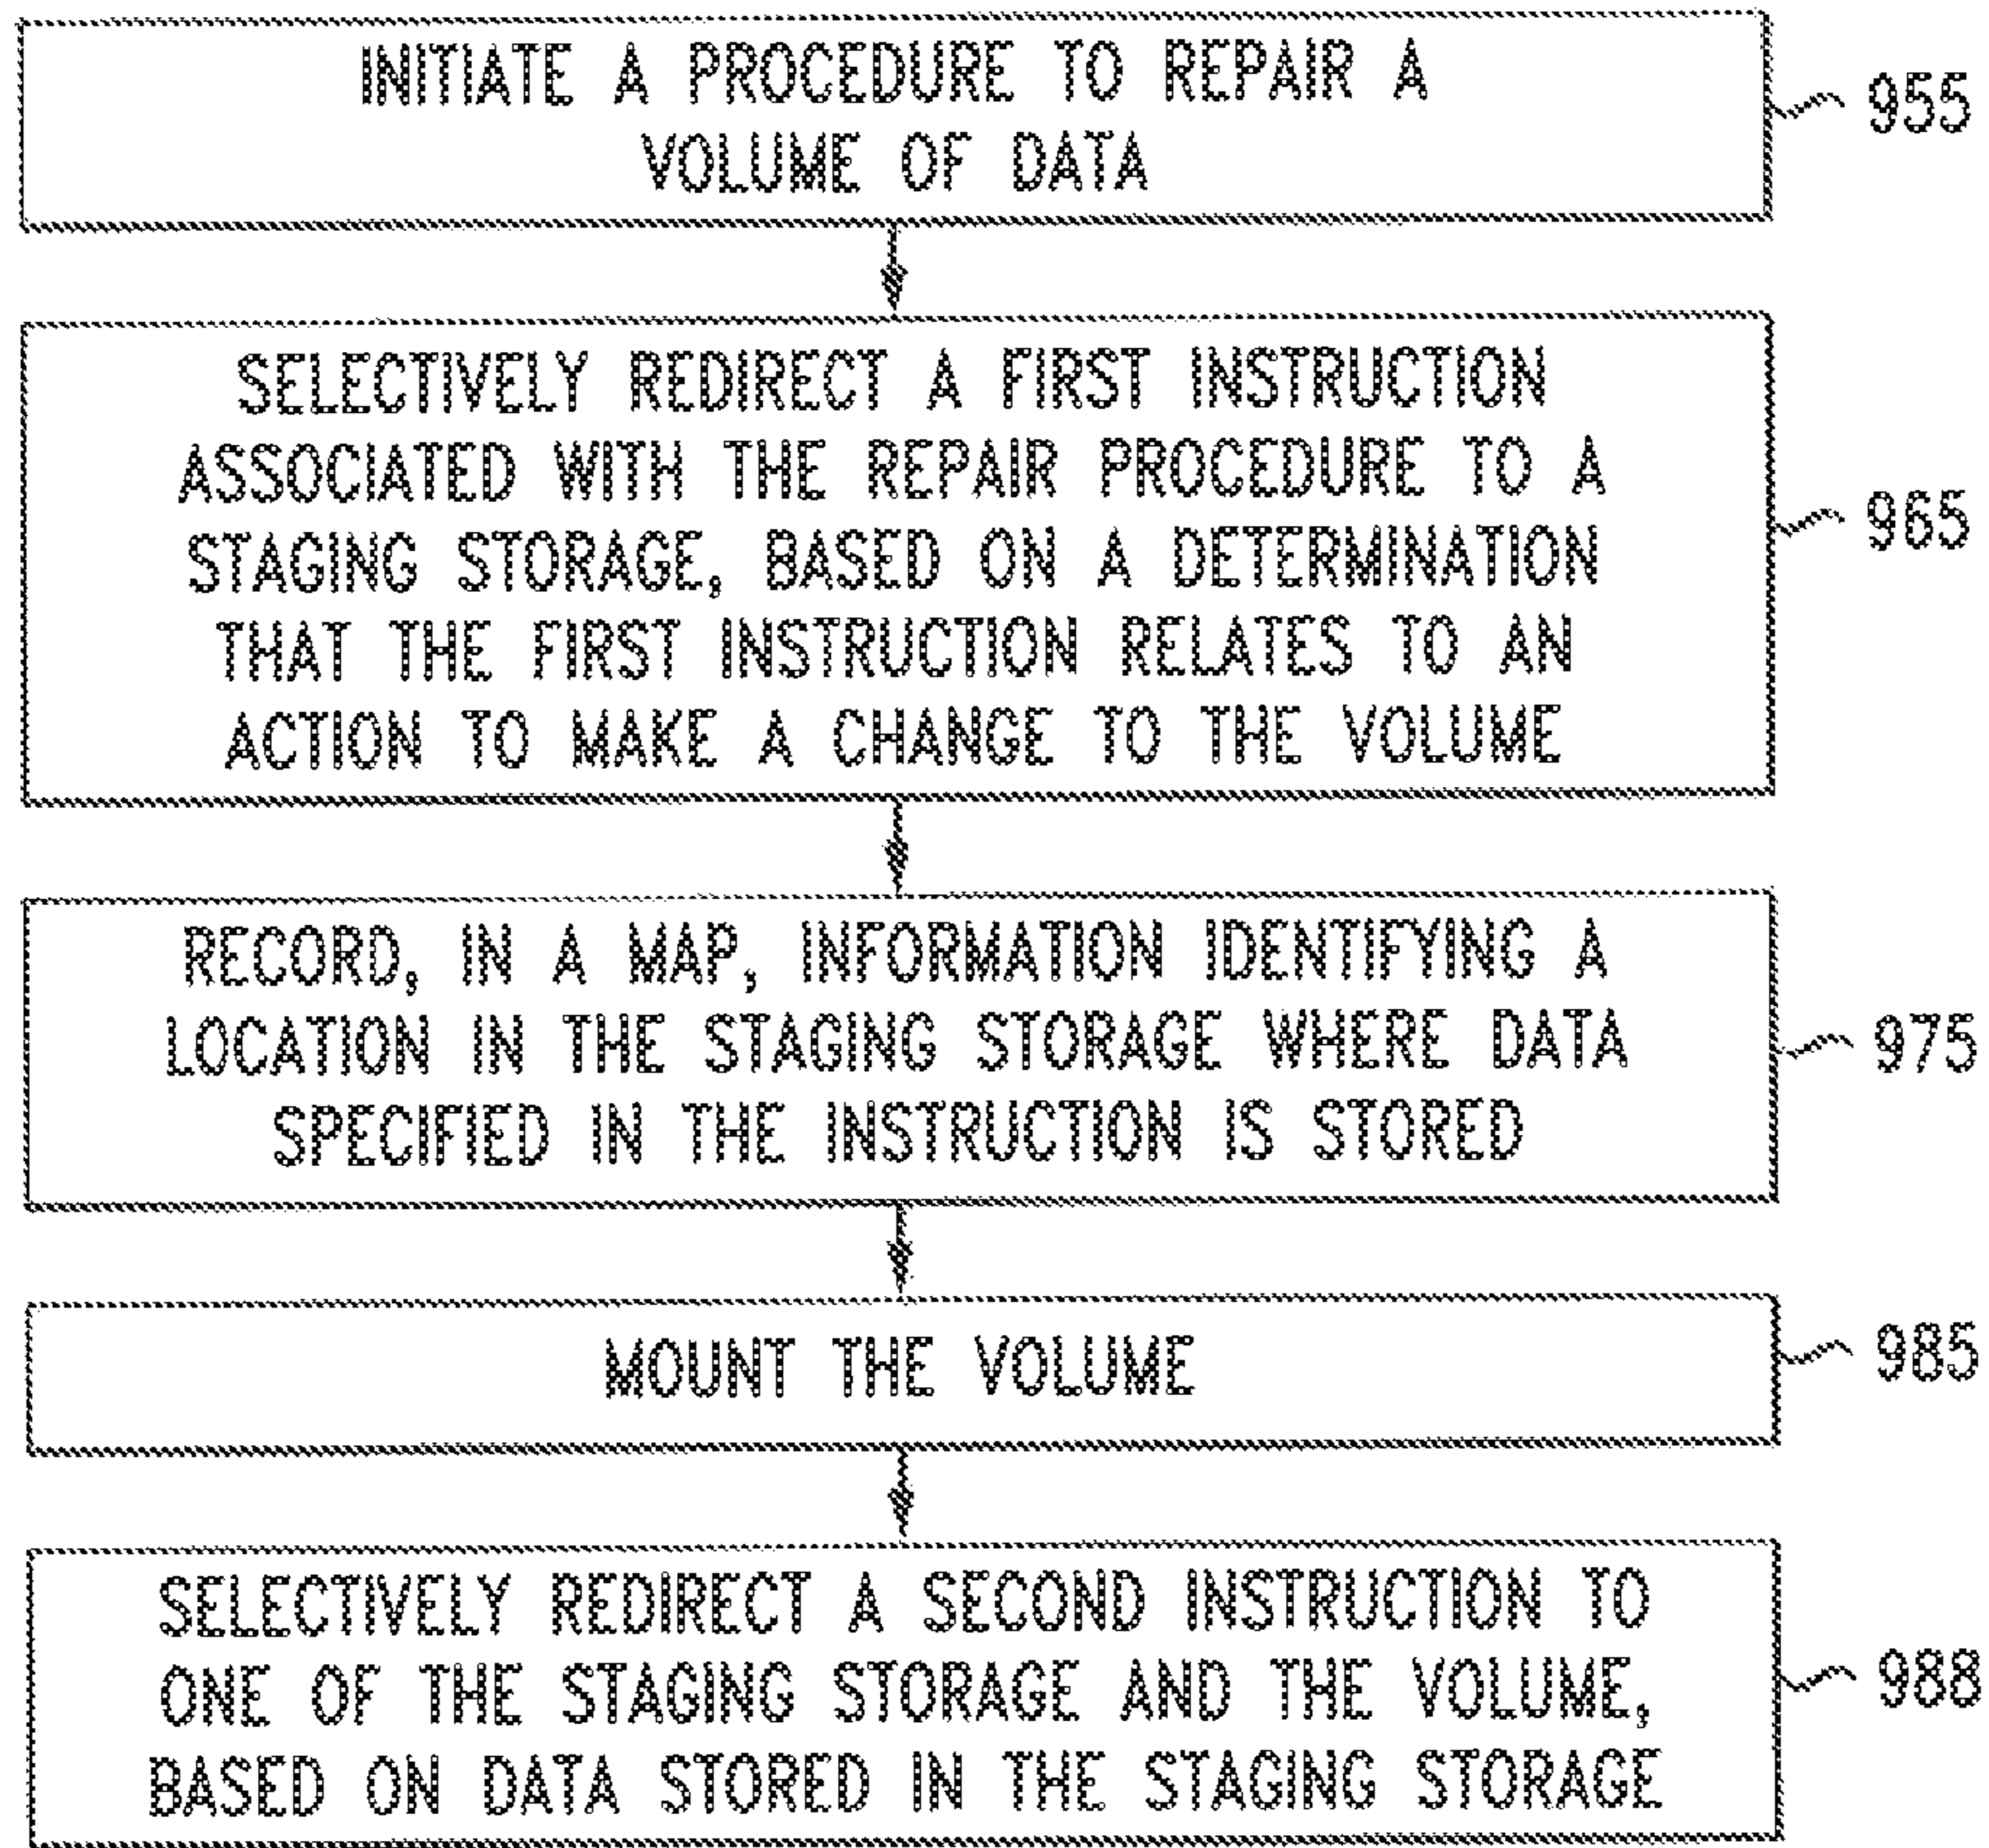 INITIATE A PROCEDURE TO REPAIR A
VOLUME OF DATA
955
SELECTIVELY REDIRECT A FIRST INSTRUCTION
ASSOCIATED WITH THE REPAIR PROCEDURE TO A
STAGING STORAGE, BASED ON A DETERMINATION
THAT THE FIRST INSTRUCTION RELATES TO AN
ACTION TO MAKE A CHANGE TO THE VOLUME
965
RECORD, IN A MAP, INFORMATION IDENTIFYING A
LOCATION IN THE STAGING STORAGE WHERE DATA
SPECIFIED IN THE INSTRUCTION IS STORED
975
MOUNT THE VOLUME
985
SELECTIVELY REDIRECT A SECOND INSTRUCTION TO
ONE OF THE STAGING STORAGE AND THE VOLUME,
BASED ON DATA STORED IN THE STAGING STORAGE
988